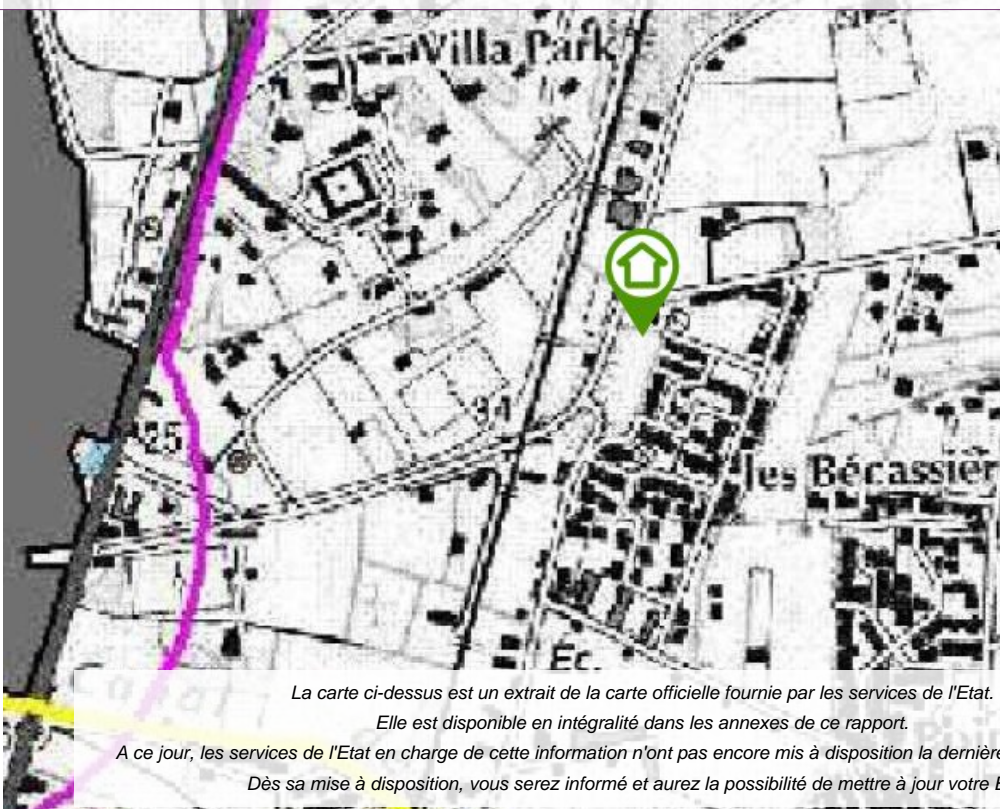 Villa Park
34
25
les Bécassier
Ec.
La carte ci-dessus est un extrait de la carte officielle fournie par les services de l'Etat.
Elle est disponible en intégralité dans les annexes de ce rapport.
A ce jour, les services de l'Etat en charge de cette information n'ont pas encore mis à disposition la dernière
Dès sa mise à disposition, vous serez informé et aurez la possibilité de mettre à jour votre